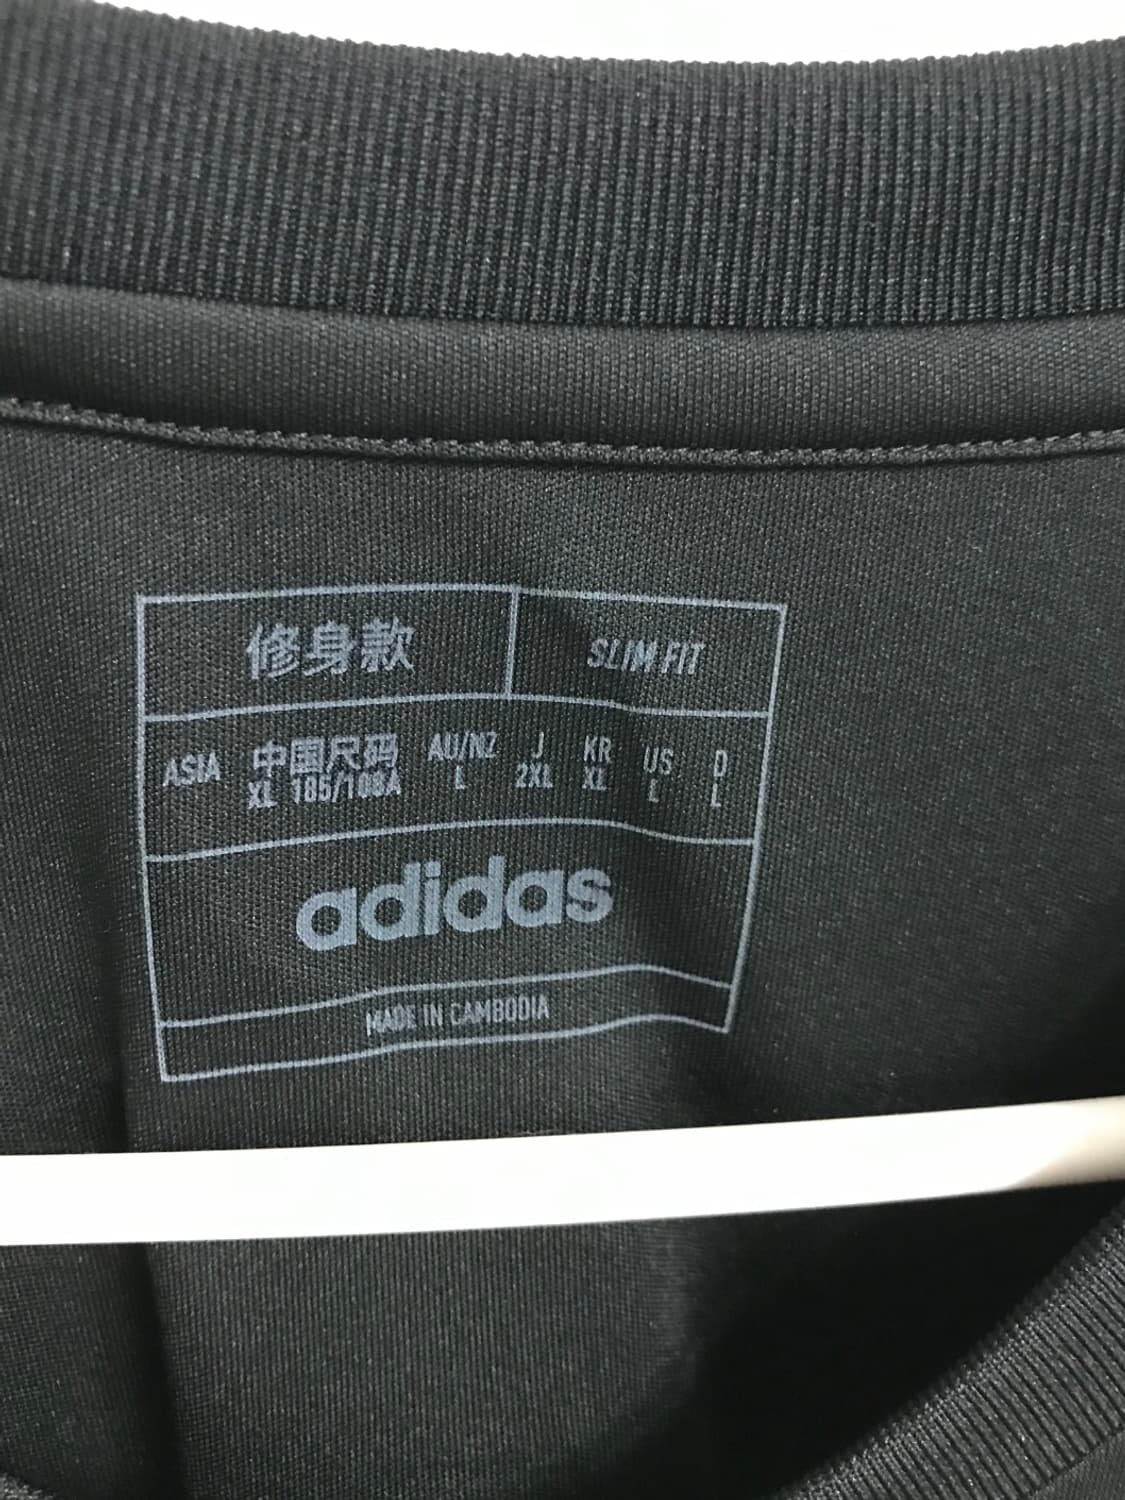 修身款 SLIM FIT
ASIA 中国尺码 AU/NZ J KR US D
XL 185/108A L 2XL XL L L
adidas
MADE IN CAMBODIA